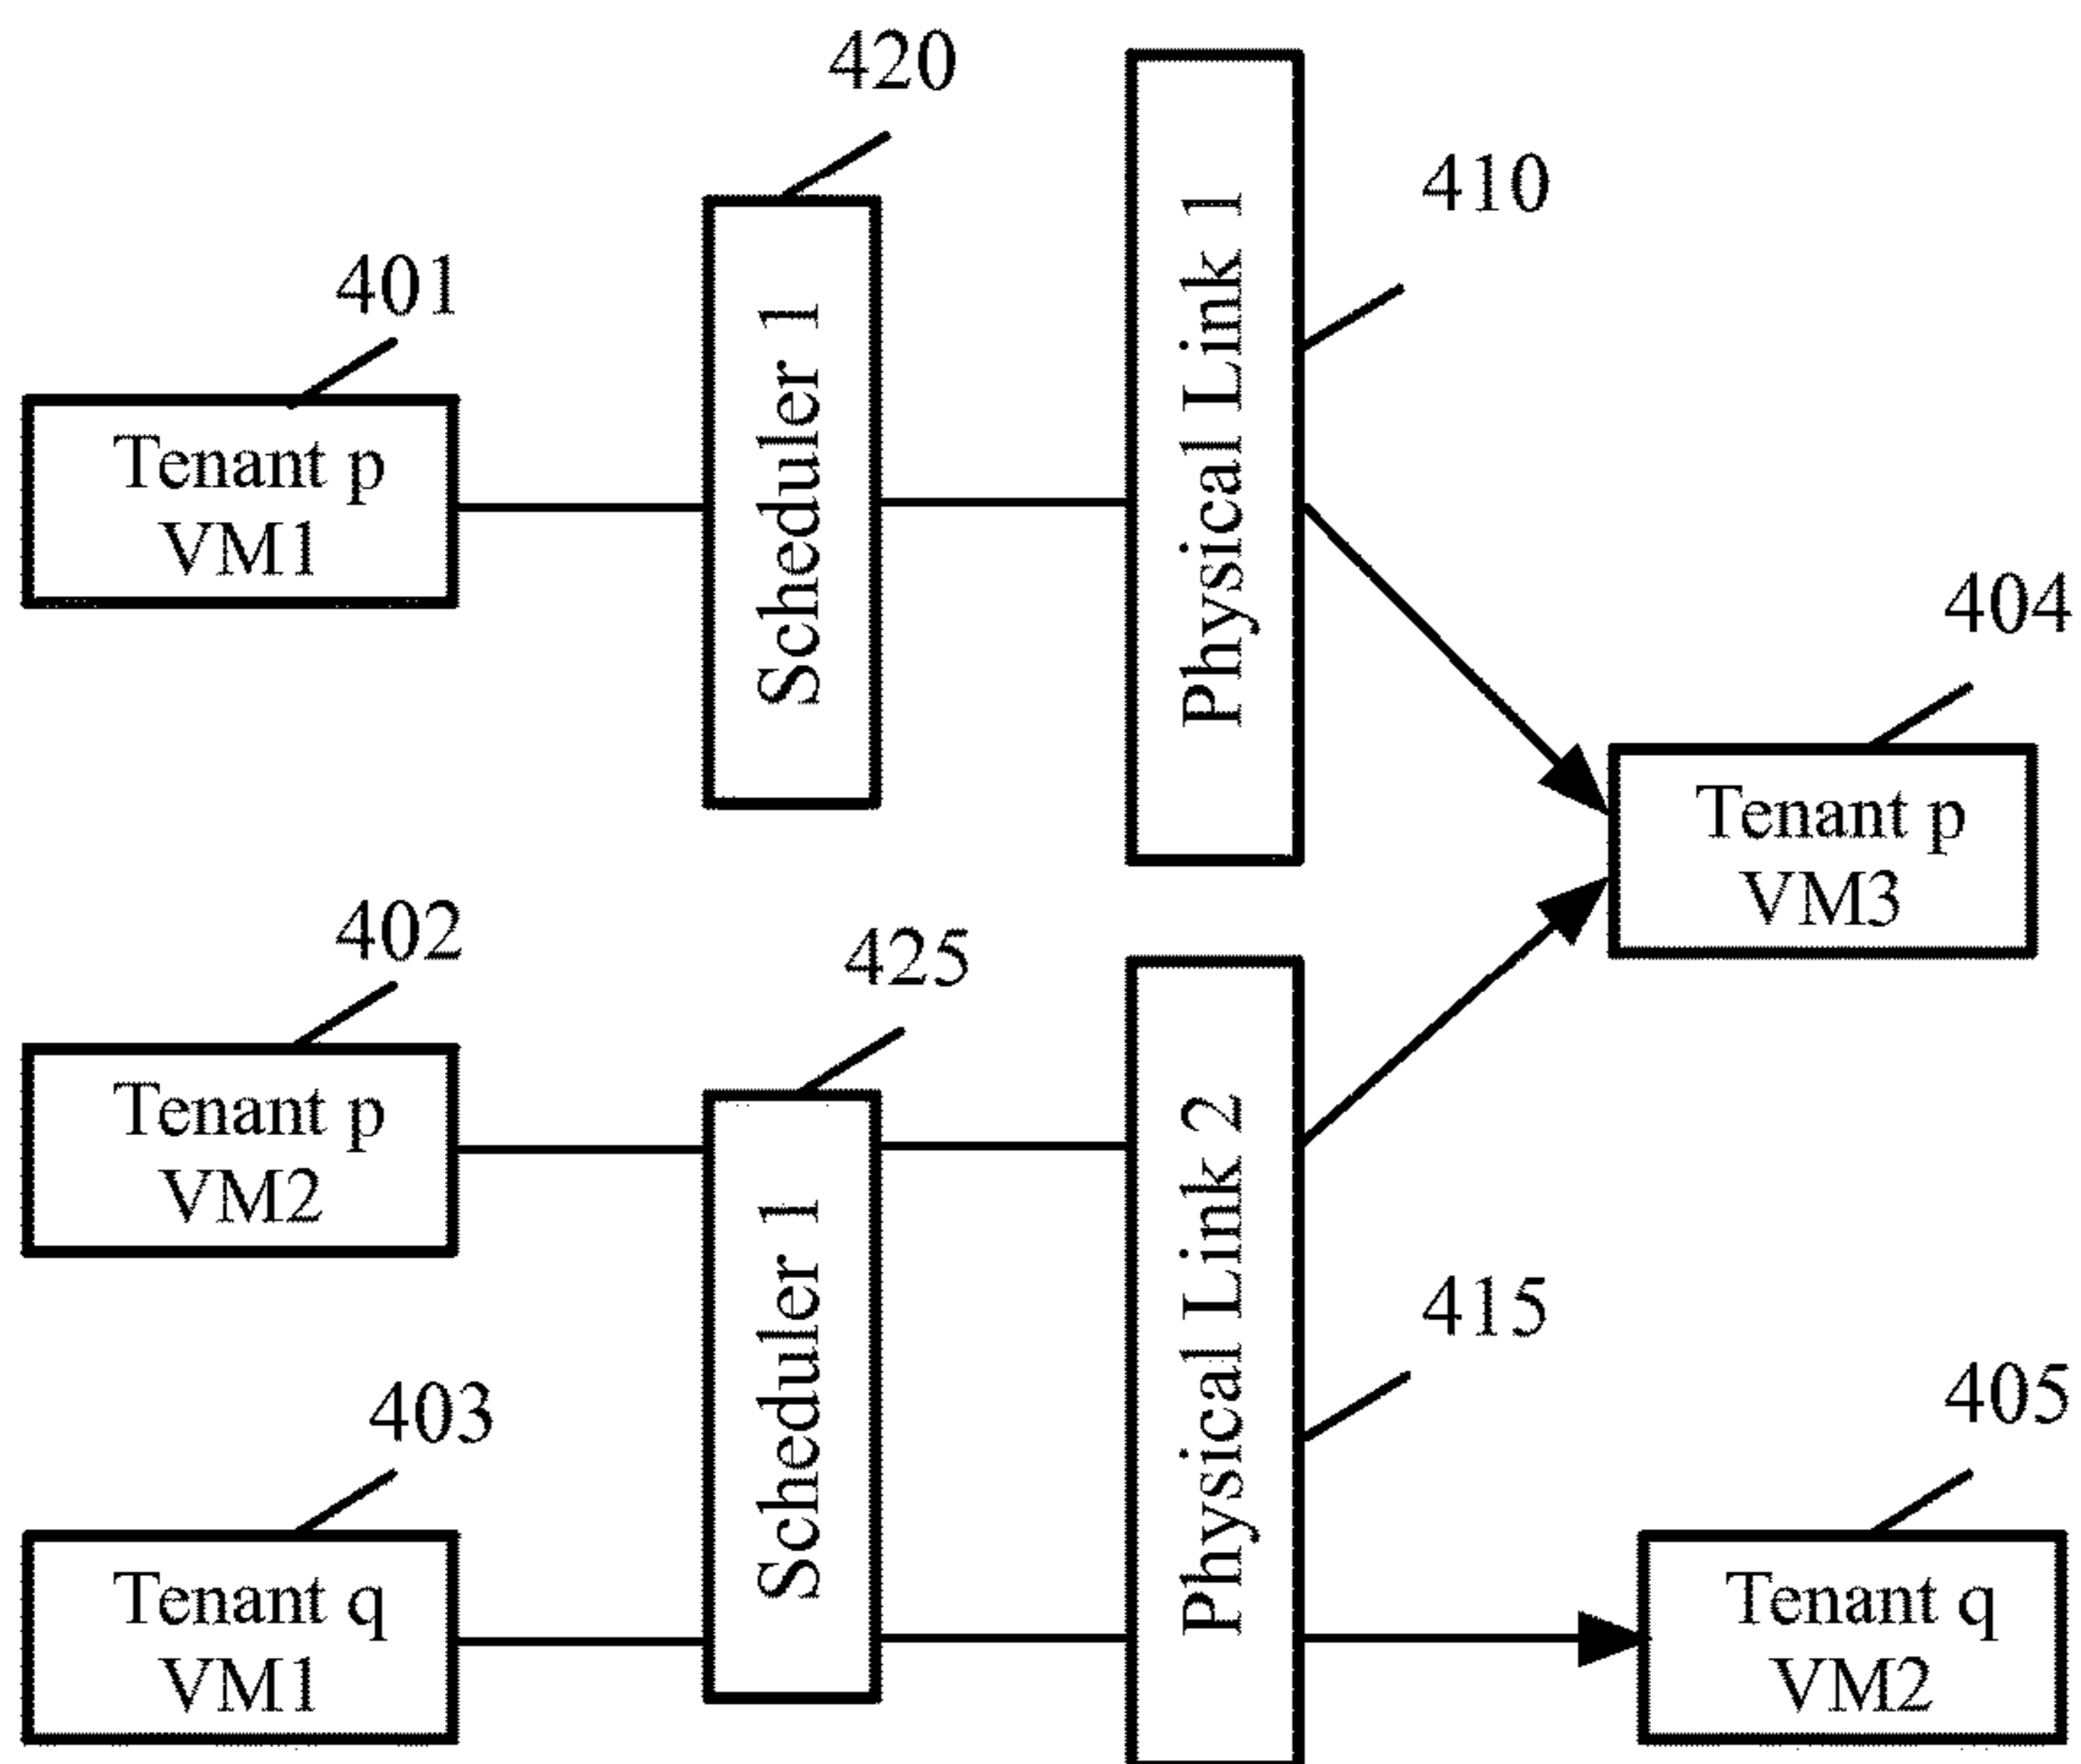 420
410
401
Scheduler 1
Physical Link 1
Tenant p
VM1
404
Tenant p
VM3
402
425
Tenant p
VM2
Scheduler 1
Physical Link 2
415
403
405
Tenant q
VM1
Tenant q
VM2